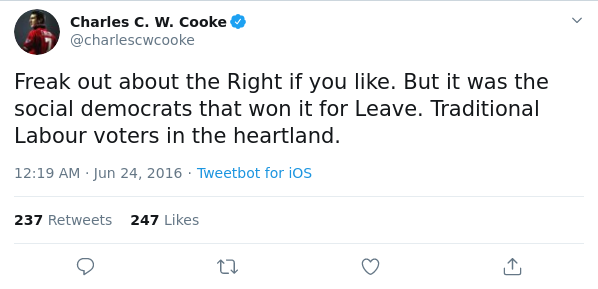 Charles C. W. Cooke
@charlescwcooke
Freak out about the Right if you like. But it was the
social democrats that won it for Leave. Traditional
Labour voters in the heartland.
12:19 AM · Jun 24, 2016 · Tweetbot for iOS
237 Retweets 247 Likes